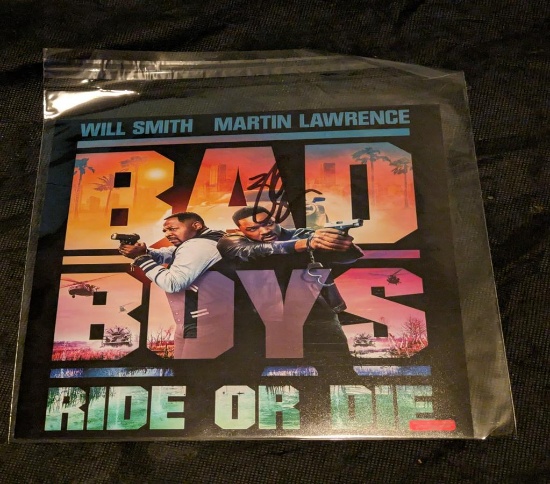 WILL SMITH MARTIN LAWRENCE
BAD
BOYS
RIDE OR DIE